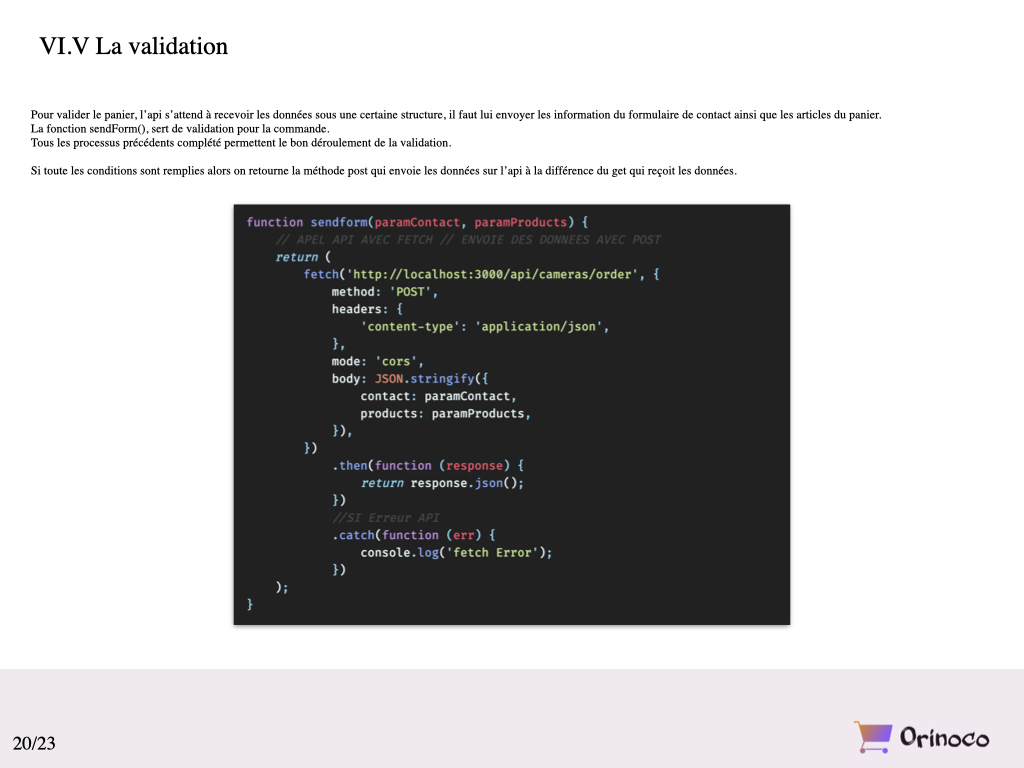 VI.V La validation
Pour valider le panier, l'api s'attend à recevoir les données sous une certaine structure, il faut lui envoyer les information du formulaire de contact ainsi que les articles du panier.
La fonction sendForm(), sert de validation pour la commande.
Tous les processus précédents complété permettent le bon déroulement de la validation.
Si toute les conditions sont remplies alors on retourne la méthode post qui envoie les données sur l'api à la différence du get qui reçoit les données.
function sendform(paramContact, paramProducts) {
// APEL API AVEC FETCH // ENVOIE DES DONNEES AVEC POST
return (
fetch('http://localhost:3000/api/cameras/order', {
method: 'POST',
headers: {
'content-type': 'application/json',
},
mode: 'cors',
body: JSON.stringify({
contact: paramContact,
products: paramProducts,
}),
})
.then(function (response) {
return response.json();
})
//SI Erreur API
.catch(function (err) {
console.log('fetch Error');
})
);
}
20/23
Orinoco